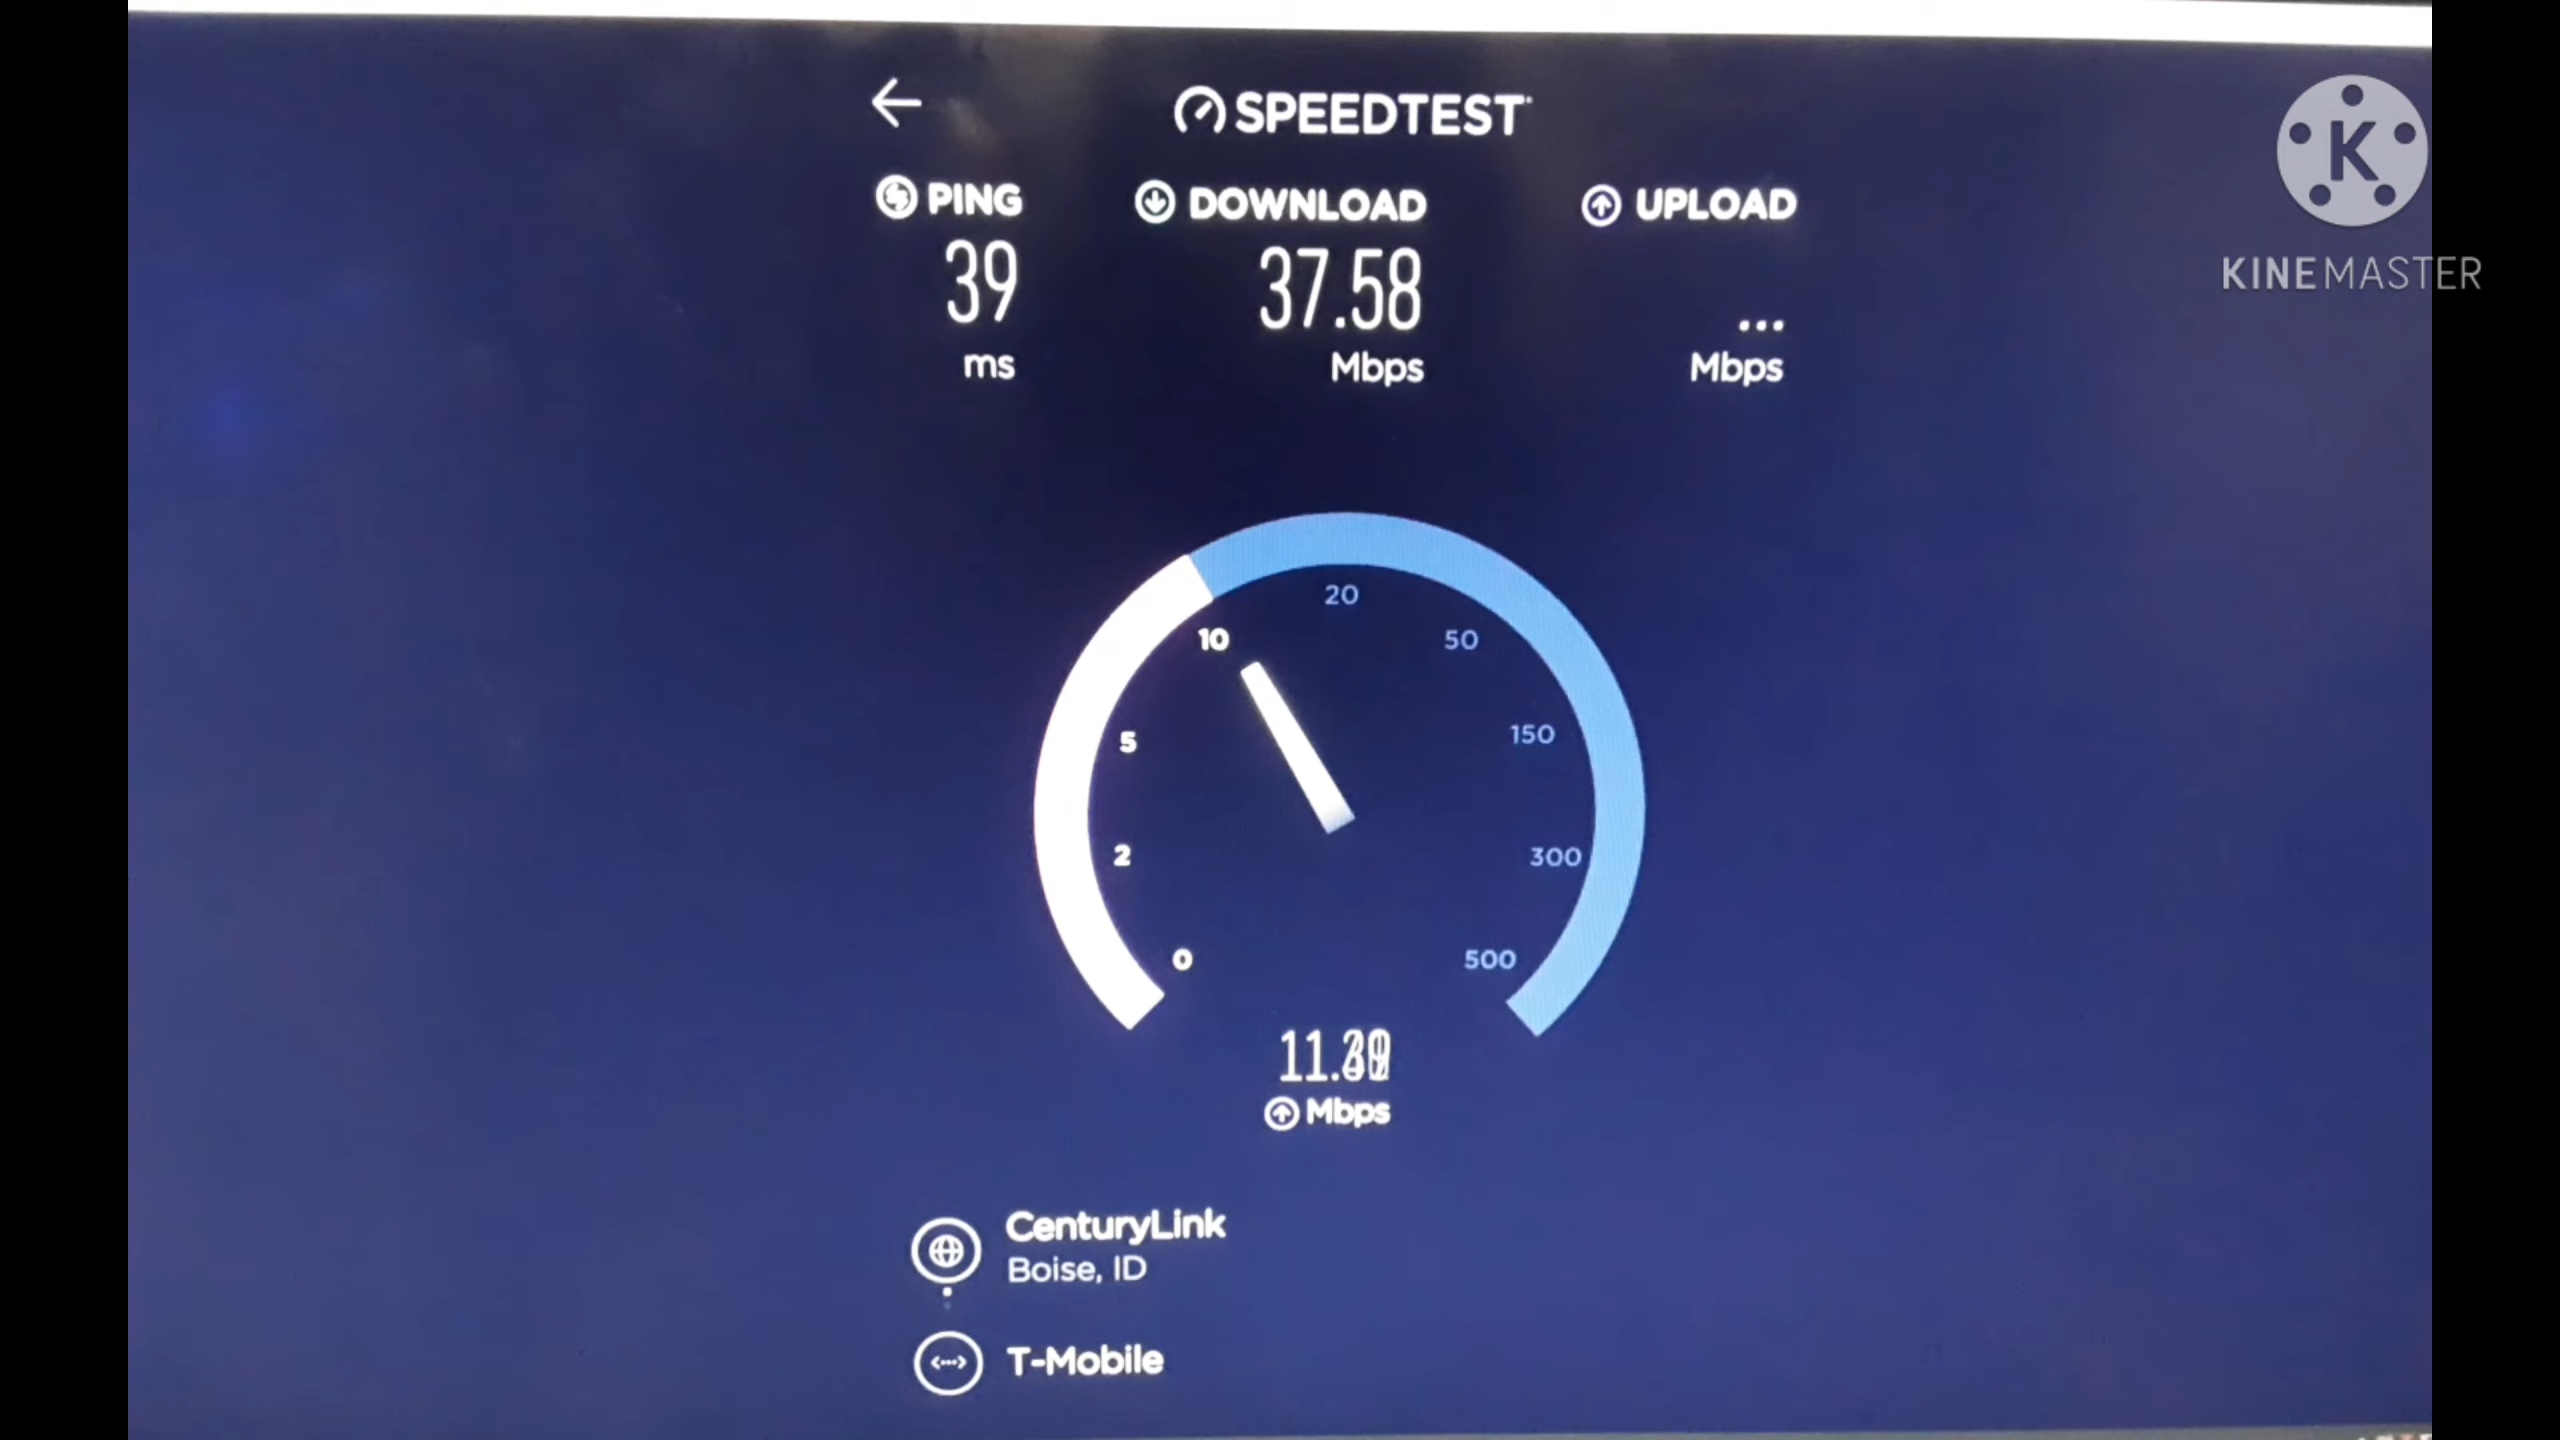 SPEEDTEST
PING
DOWNLOAD
UPLOAD
39
37.58
...
ms
Mbps
Mbps
K
KINEMASTER
20
10
50
5
150
2
300
0
500
Mbps
CenturyLink
Boise, ID
T-Mobile